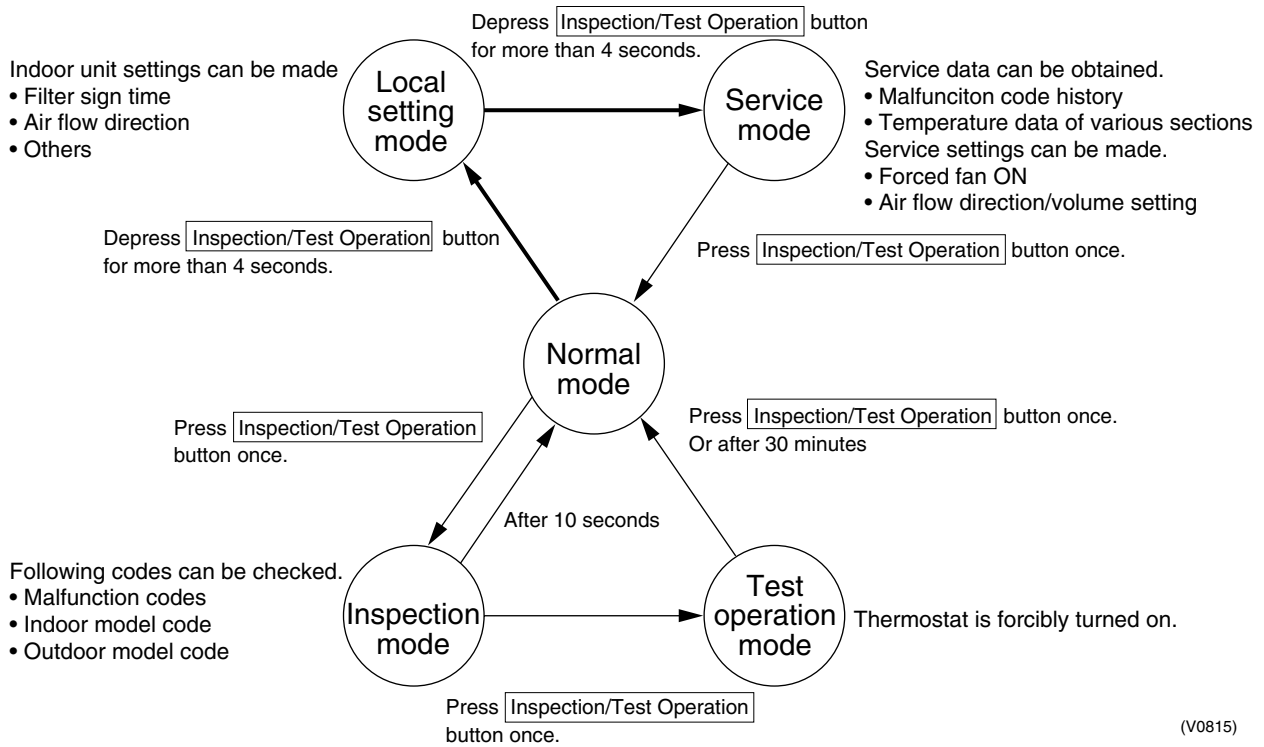 Depress Inspection/Test Operation button
for more than 4 seconds.
Indoor unit settings can be made
• Filter sign time
• Air flow direction
• Others
Local
setting
mode
Service
mode
Service data can be obtained.
• Malfunciton code history
• Temperature data of various sections
Service settings can be made.
• Forced fan ON
• Air flow direction/volume setting
Depress Inspection/Test Operation button
for more than 4 seconds.
Press Inspection/Test Operation button once.
Normal
mode
Press Inspection/Test Operation
button once.
Press Inspection/Test Operation button once.
Or after 30 minutes
After 10 seconds
Following codes can be checked.
• Malfunction codes
• Indoor model code
• Outdoor model code
Inspection
mode
Test
operation
mode
Thermostat is forcibly turned on.
Press Inspection/Test Operation
button once.
(V0815)